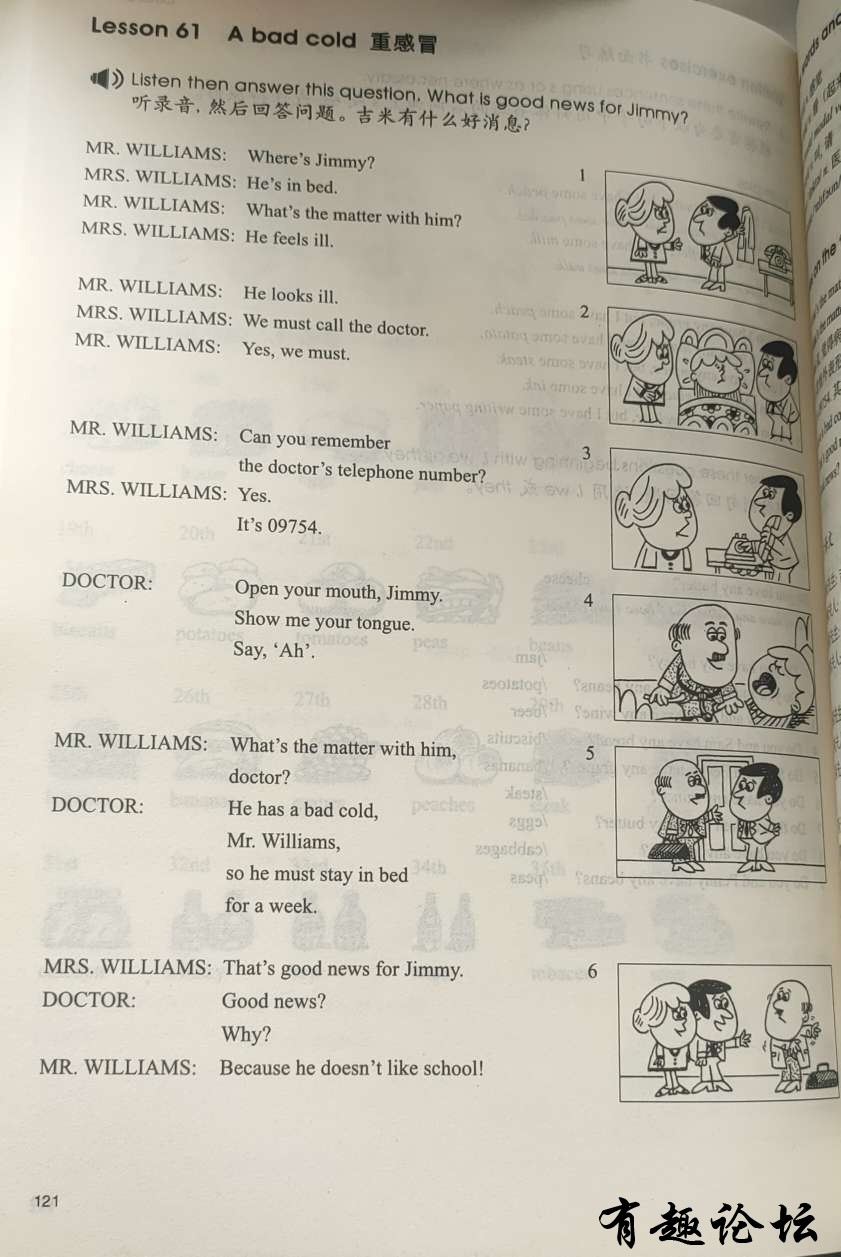 Lesson 61 A bad cold 重感冒
Listen then answer this question. What is good news for Jimmy?
听录音,然后回答问题。吉米有什么好消息?
MR. WILLIAMS: Where's Jimmy?
MRS. WILLIAMS: He's in bed.
MR. WILLIAMS: What's the matter with him?
MRS. WILLIAMS: He feels ill.
1
MR. WILLIAMS: He looks ill.
MRS. WILLIAMS: We must call the doctor.
MR. WILLIAMS: Yes, we must.
2
MR. WILLIAMS: Can you remember
the doctor's telephone number?
MRS. WILLIAMS: Yes.
It's 09754.
3
DOCTOR: Open your mouth, Jimmy.
Show me your tongue.
Say, 'Ah'.
4
MR. WILLIAMS: What's the matter with him,
doctor?
DOCTOR: He has a bad cold,
Mr. Williams,
so he must stay in bed
for a week.
5
MRS. WILLIAMS: That's good news for Jimmy.
DOCTOR: Good news?
Why?
MR. WILLIAMS: Because he doesn't like school!
6
121
有趣论坛